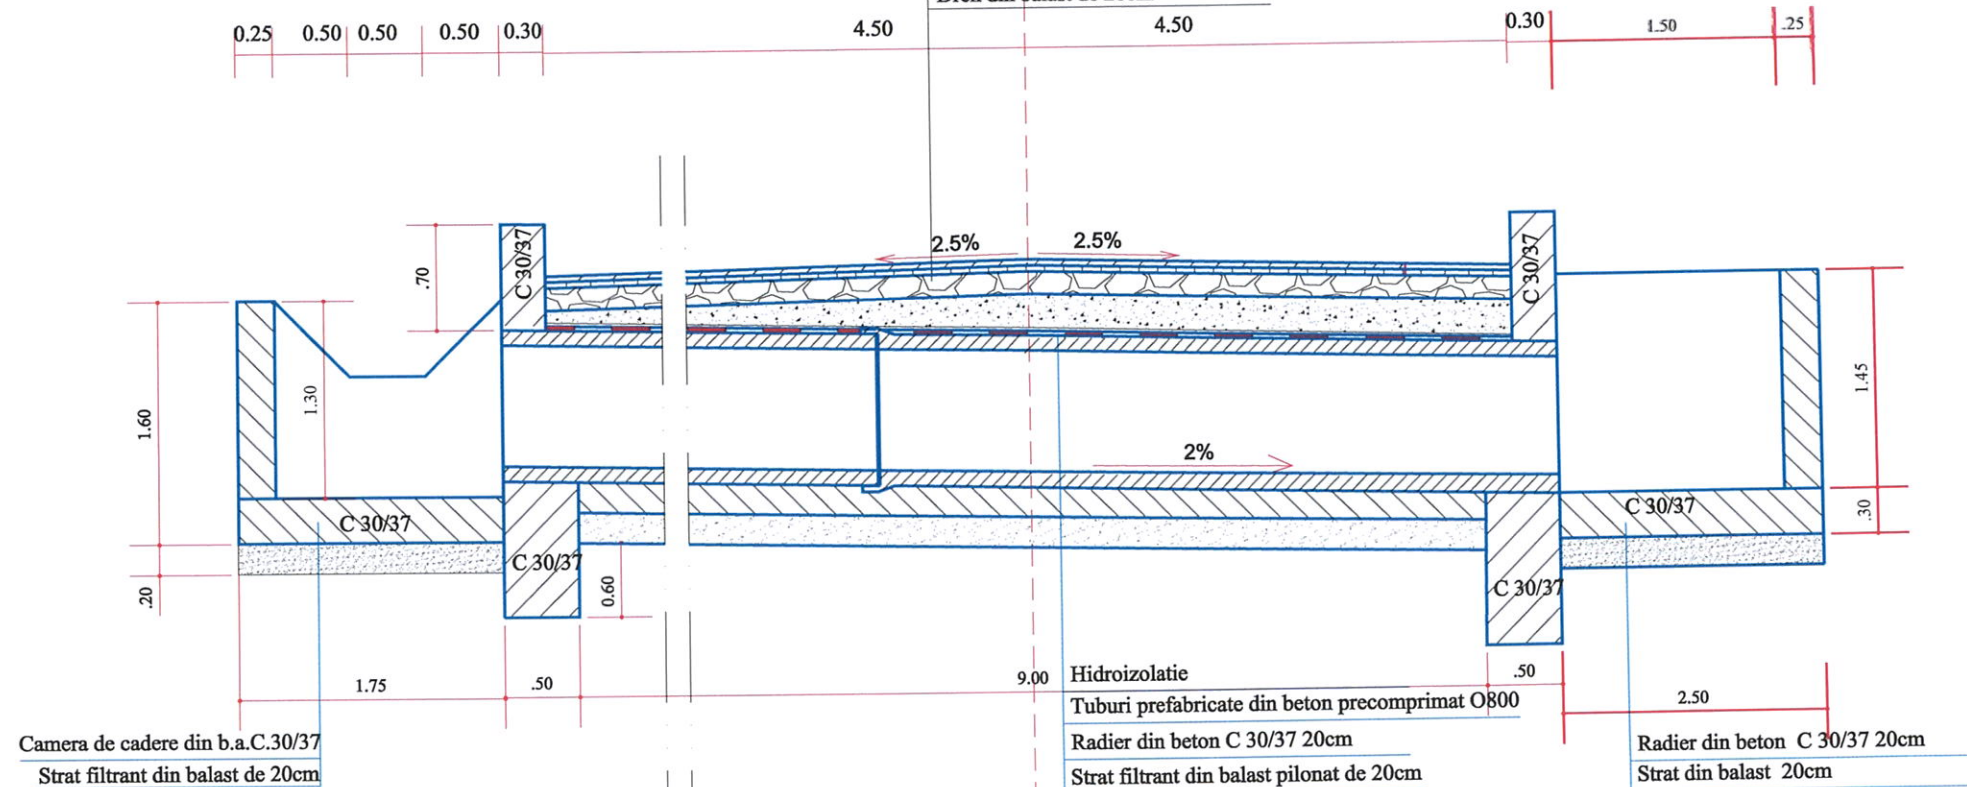 0.25 0.50 0.50 0.50 0.30 4.50 4.50 0.30 1.50 .25
2.5% 2.5%
C 30/37
C 30/37
.70
1.60
1.30
1.45
2%
C 30/37
C 30/37
.30
C 30/37
C 30/37
.20
0.60
1.75 .50 9.00 .50 2.50
Hidroizolatie
Tuburi prefabricate din beton precomprimat O800
Radier din beton C 30/37 20cm
Strat filtrant din balast pilonat de 20cm
Camera de cadere din b.a.C.30/37
Strat filtrant din balast de 20cm
Radier din beton C 30/37 20cm
Strat din balast 20cm